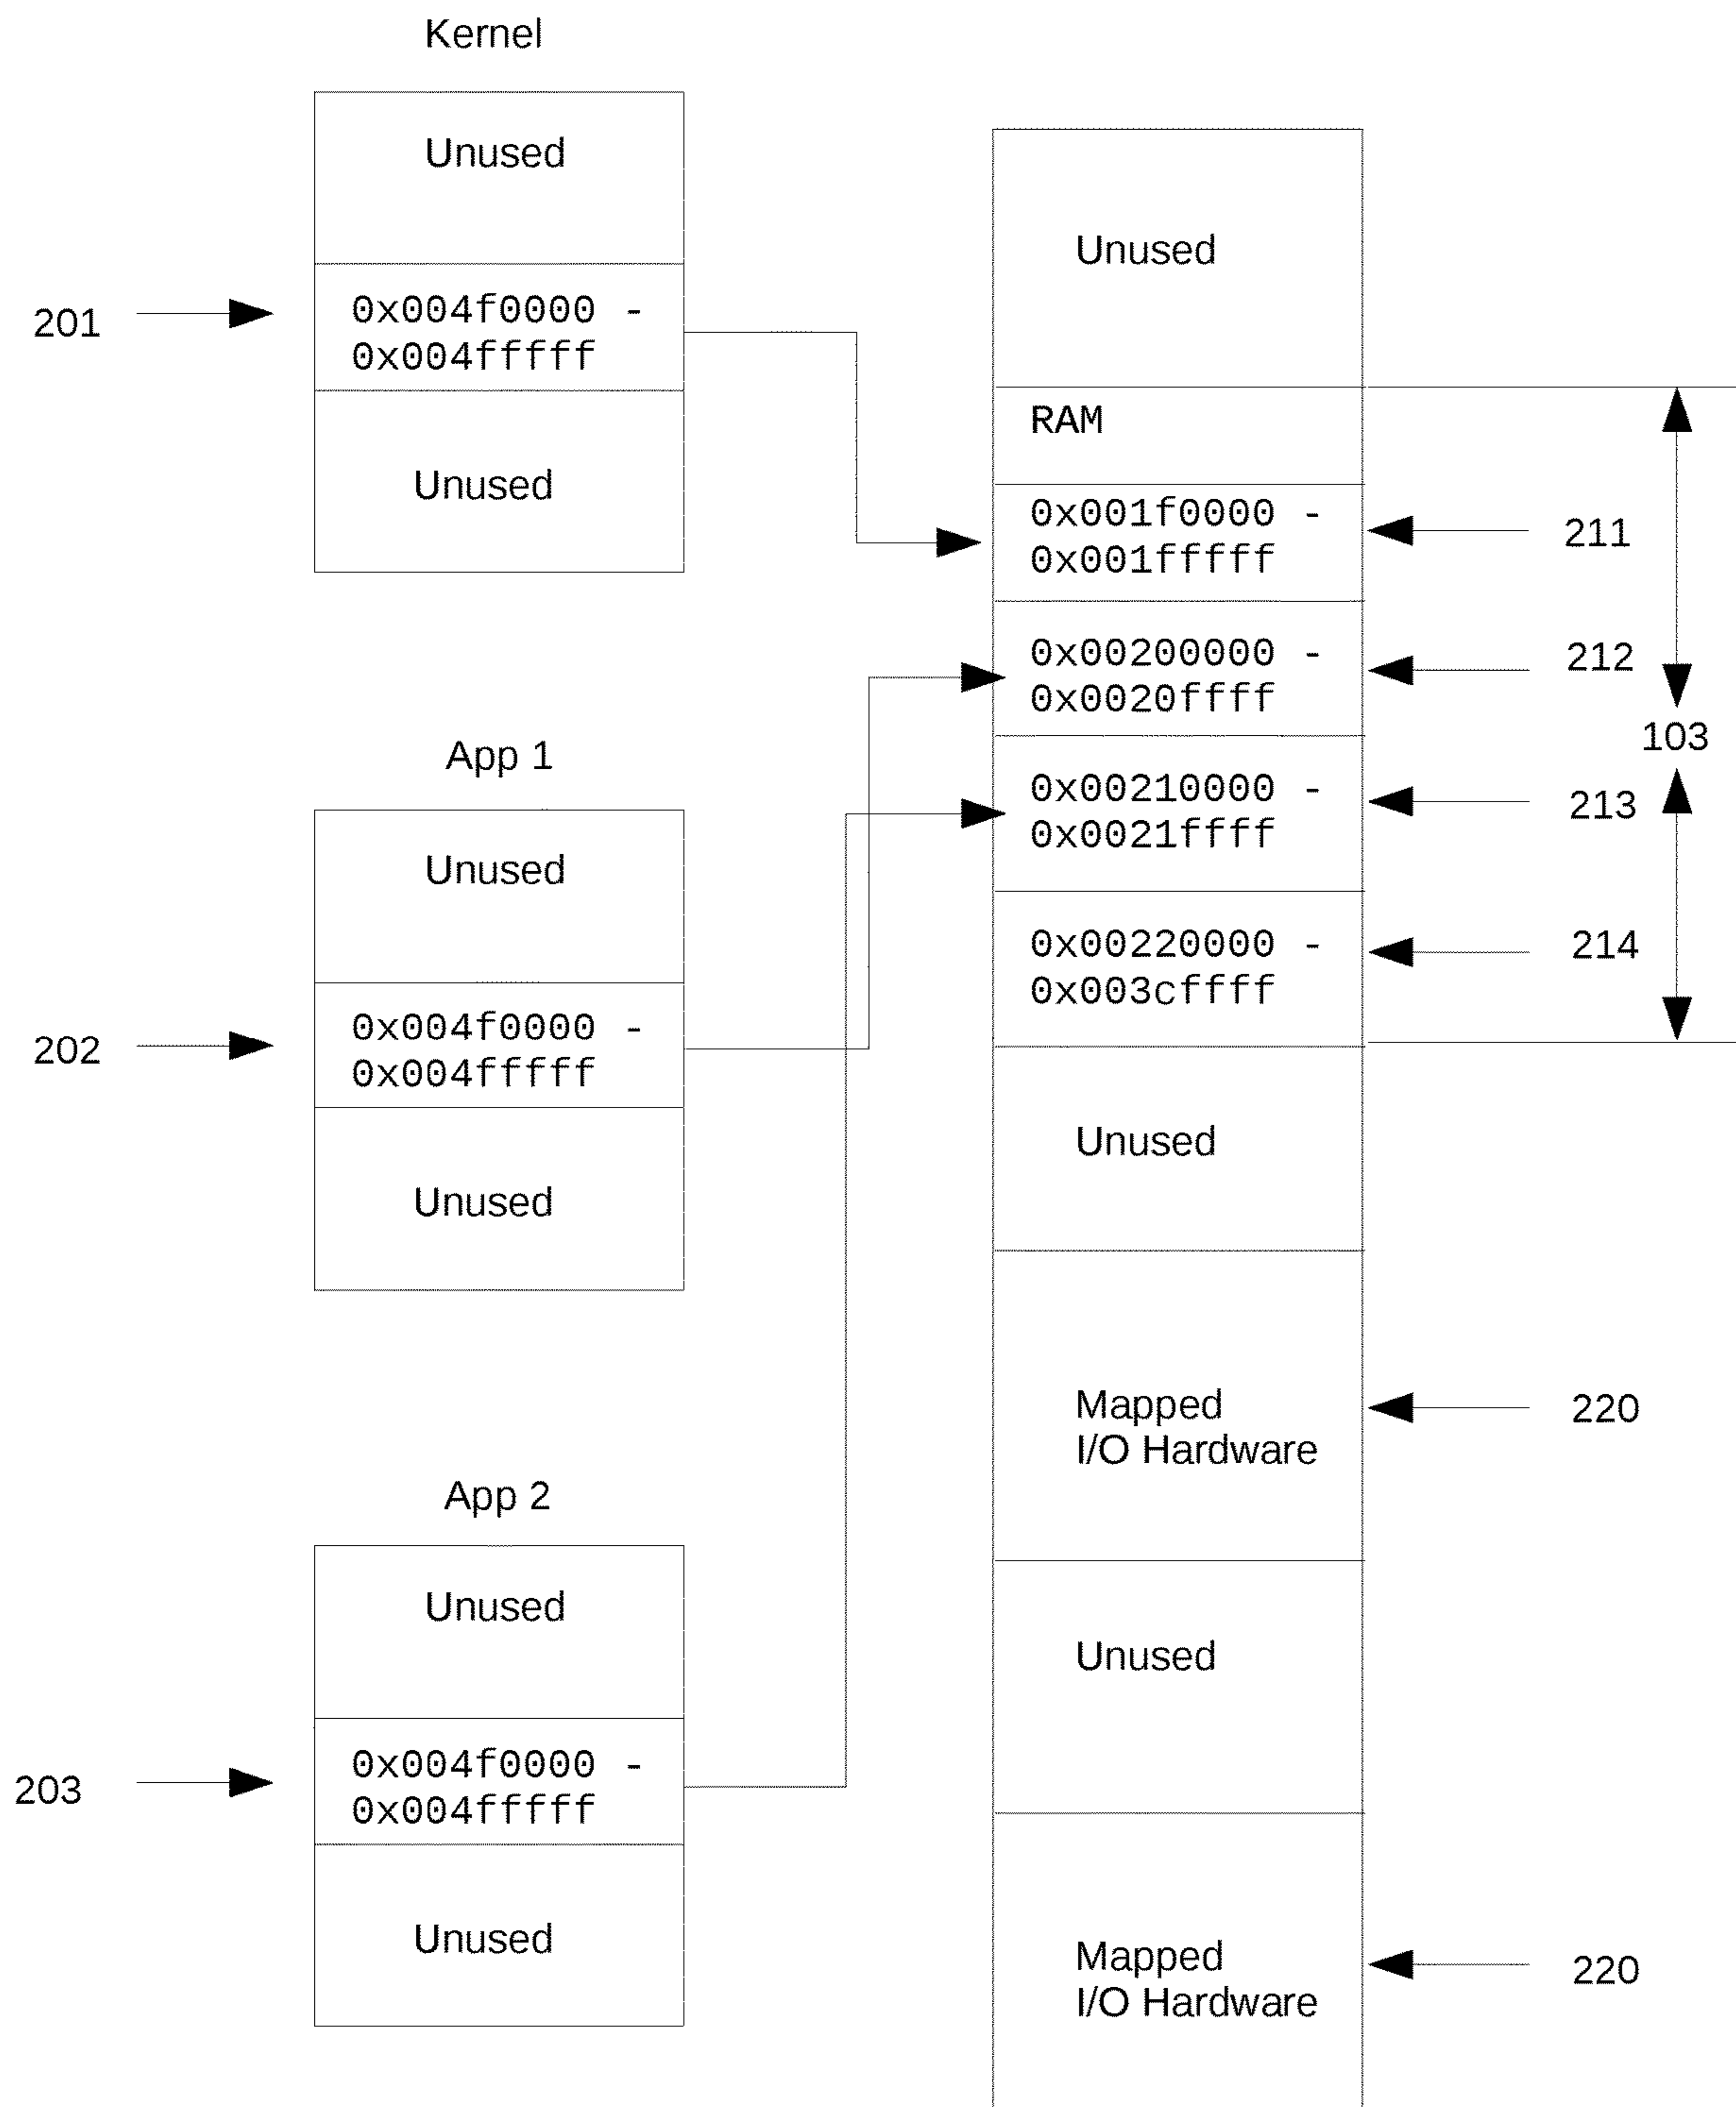 Kernel
Unused
201
0x004f0000 -
0x004fffff
Unused
App 1
Unused
202
0x004f0000 -
0x004fffff
Unused
App 2
Unused
203
0x004f0000 -
0x004fffff
Unused
Unused
RAM
0x001f0000 -
0x001fffff
211
0x00200000 -
0x0020ffff
212
103
0x00210000 -
0x0021ffff
213
0x00220000 -
0x003cffff
214
Unused
Mapped
I/O Hardware
220
Unused
Mapped
I/O Hardware
220